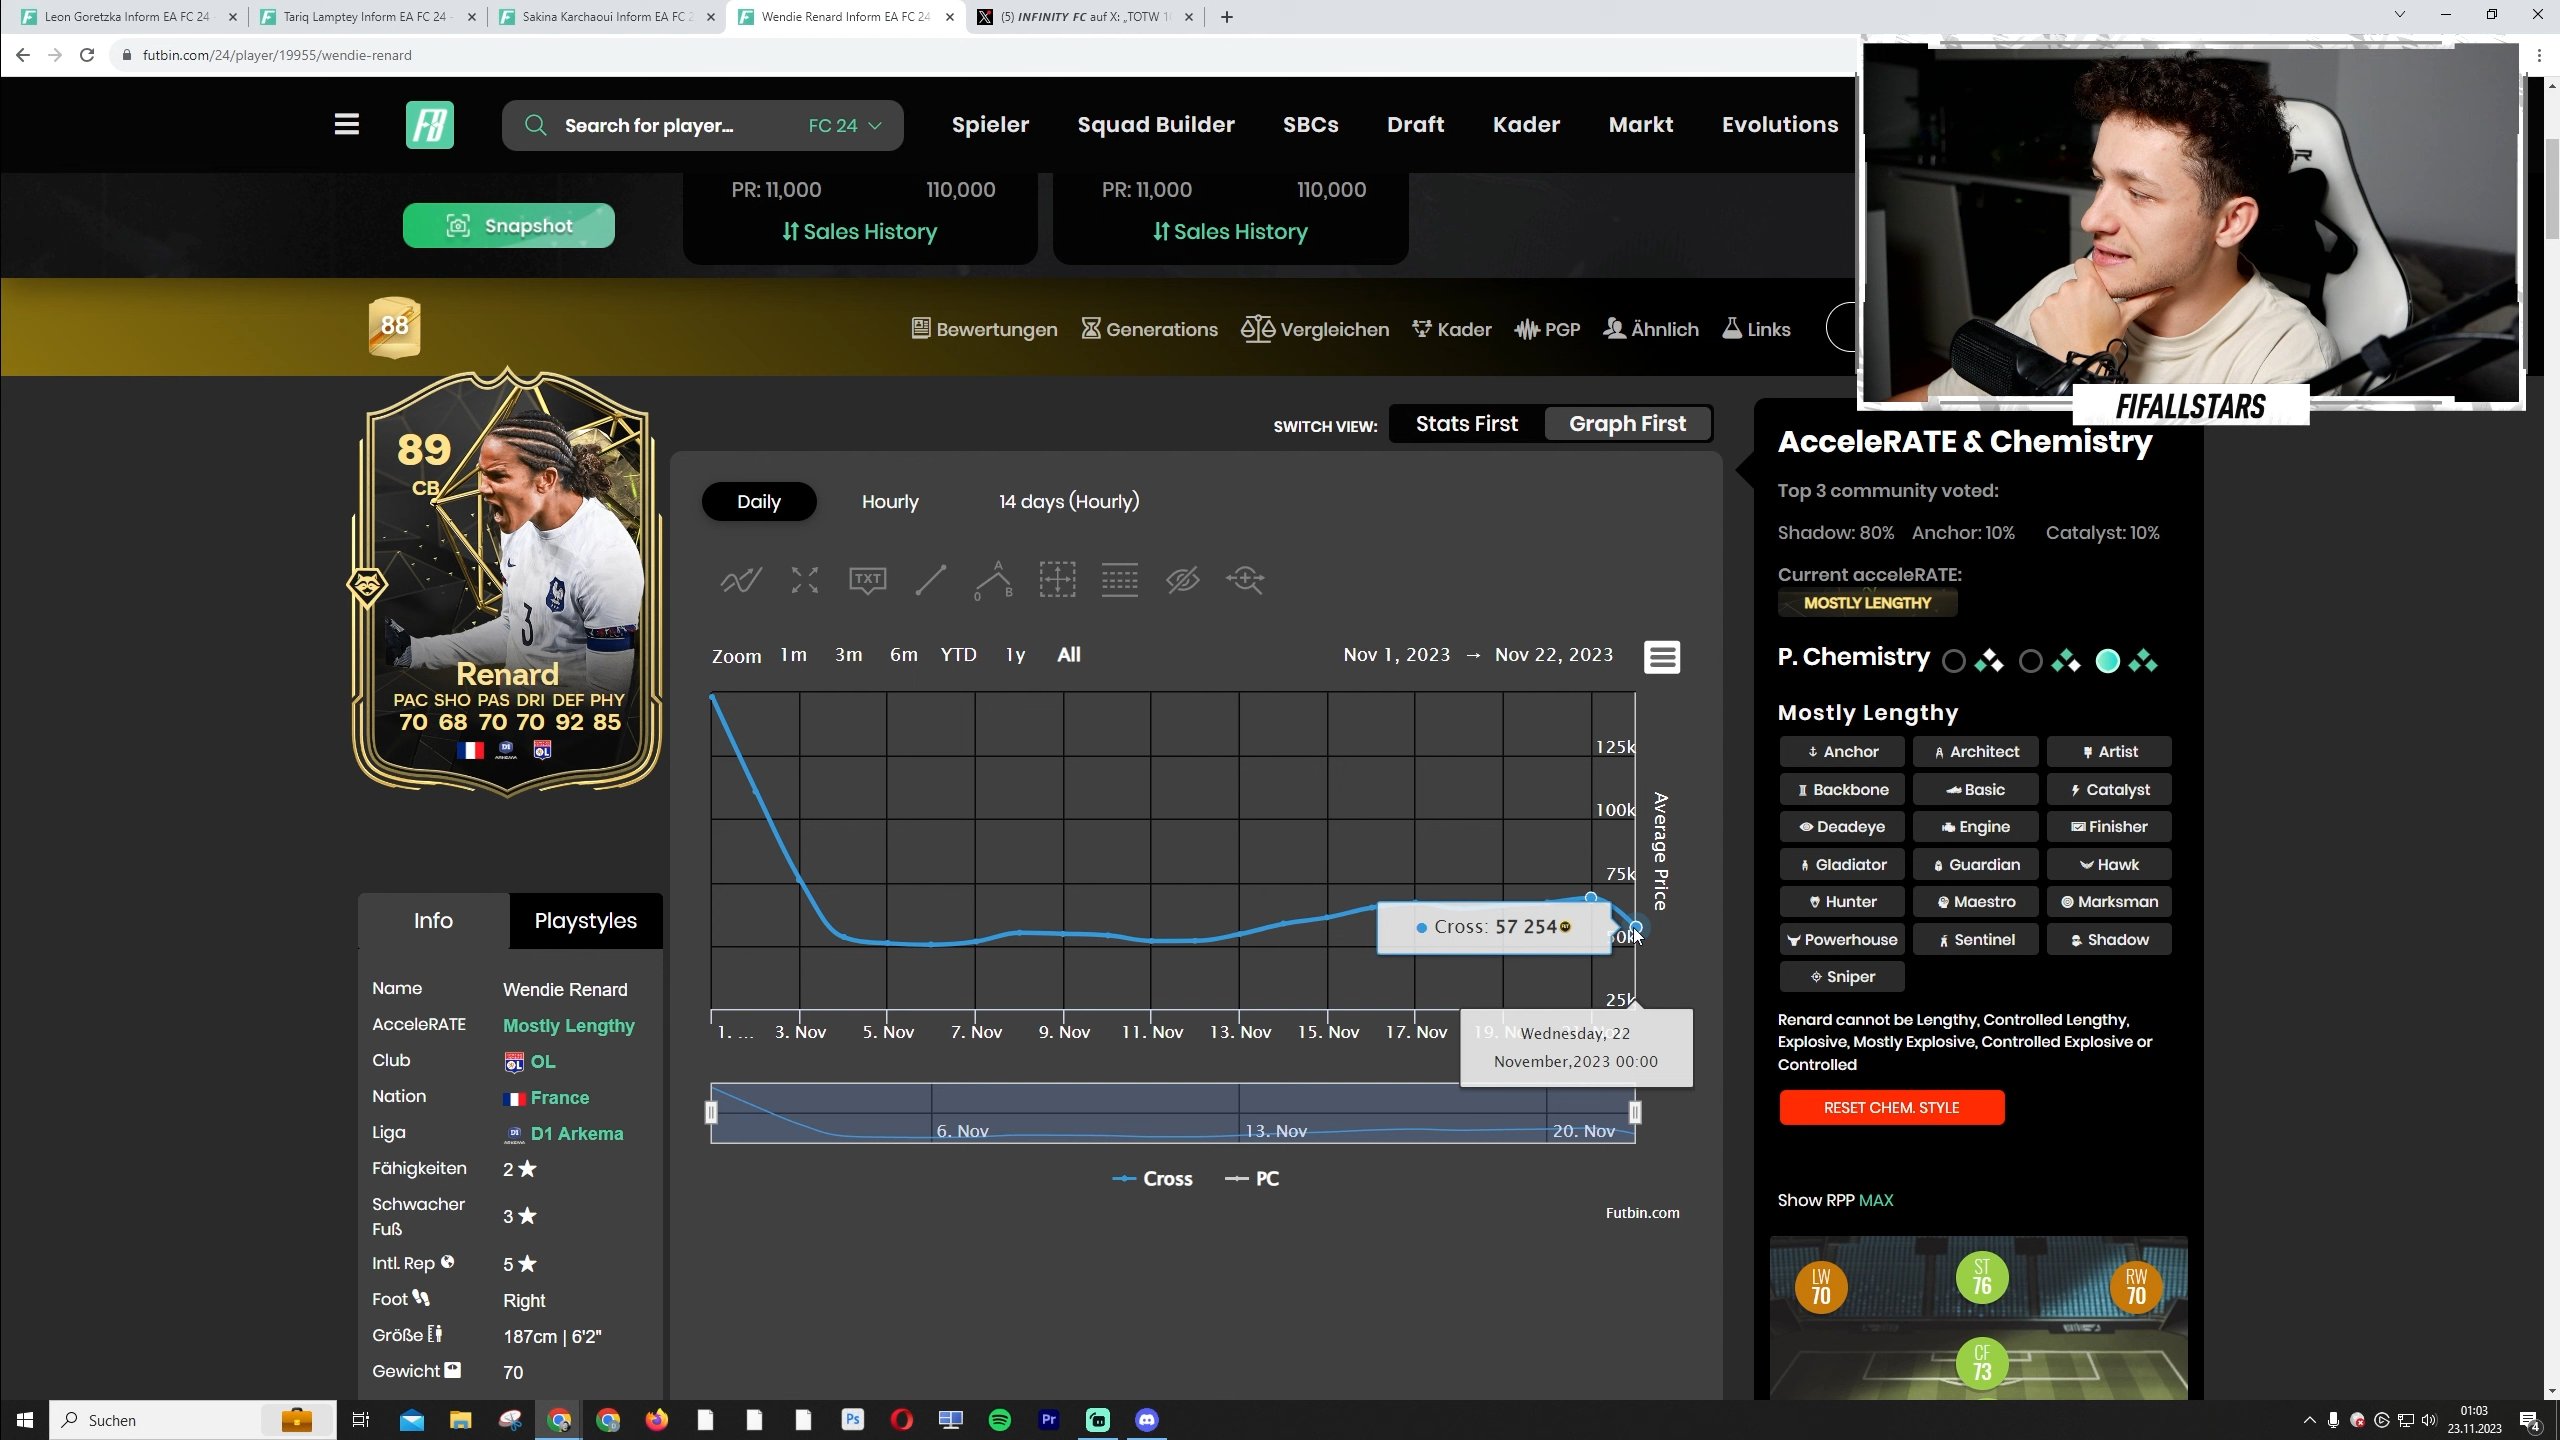 Leon Goretzka Inform EA FC 24
Tariq Lamptey Inform EA FC 24 -
Sakina Karchaoui Inform EA FC 2
Wendie Renard Inform EA FC 24
(5) INFINITY FC auf X: „TOTW 1
futbin.com/24/player/19955/wendie-renard
Search for player...
FC 24
Spieler
Squad Builder
SBCs
Draft
Kader
Markt
Evolutions
PR: 11,000
110,000
PR: 11,000
110,000
Sales History
Sales History
Snapshot
88
Bewertungen
Generations
Vergleichen
Kader
PGP
Ähnlich
Links
FIFALLSTARS
SWITCH VIEW:
Stats First
Graph First
89
CB
3
Renard
PAC SHO PAS DRI DEF PHY
70 68 70 70 92 85
Daily
Hourly
14 days (Hourly)
TXT
A
0 B
Zoom
1m
3m
6m
YTD
1y
All
Nov 1, 2023 → Nov 22, 2023
125k
100k
75k
50k
25k
Average Price
Cross: 57 254
1. ...
3. Nov
5. Nov
7. Nov
9. Nov
11. Nov
13. Nov
15. Nov
17. Nov
Wednesday, 22
November,2023 00:00
6. Nov
13. Nov
20. Nov
Cross
PC
Futbin.com
Info
Playstyles
Name Wendie Renard
AcceleRATE Mostly Lengthy
Club OL
Nation France
Liga D1 Arkema
Fähigkeiten 2
Schwacher
Fuß 3
Intl. Rep 5
Foot Right
Größe 187cm | 6'2"
Gewicht 70
AcceleRATE & Chemistry
Top 3 community voted:
Shadow: 80% Anchor: 10% Catalyst: 10%
Current acceleRATE:
MOSTLY LENGTHY
P. Chemistry
Mostly Lengthy
Anchor
Architect
Artist
Backbone
Basic
Catalyst
Deadeye
Engine
Finisher
Gladiator
Guardian
Hawk
Hunter
Maestro
Marksman
Powerhouse
Sentinel
Shadow
Sniper
Renard cannot be Lengthy, Controlled Lengthy,
Explosive, Mostly Explosive, Controlled Explosive or
Controlled
RESET CHEM. STYLE
Show RPP MAX
LW
70
ST
76
RW
70
CF
73
Suchen
Ps
Pr
01:03
23.11.2023
4